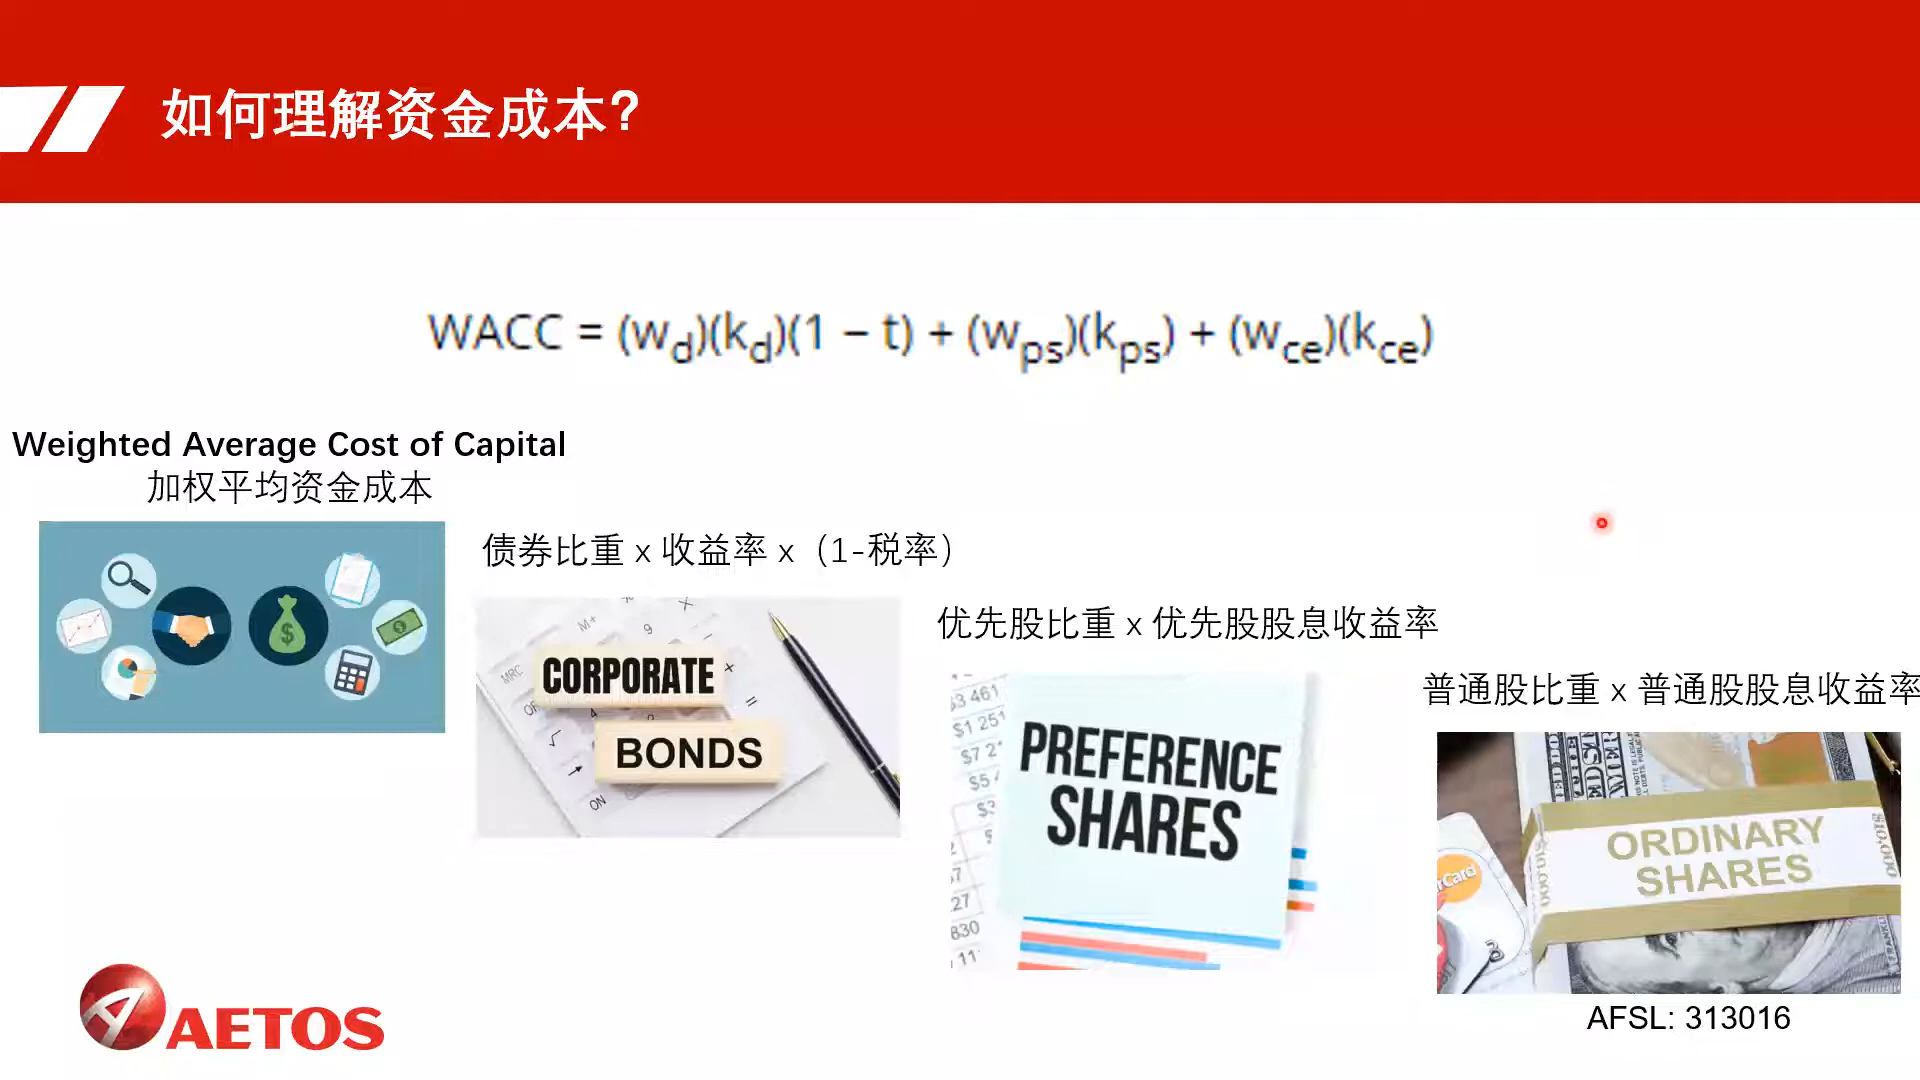 如何理解资金成本?
WACC = (wd)(kd)(1 − t) + (wps)(kps) + (wce)(kce)
Weighted Average Cost of Capital
加权平均资金成本
债券比重 x 收益率 x（1-税率）
CORPORATE
BONDS
优先股比重 x 优先股股息收益率
PREFERENCE
SHARES
普通股比重 x 普通股股息收益率
ORDINARY
SHARES
AETOS
AFSL: 313016